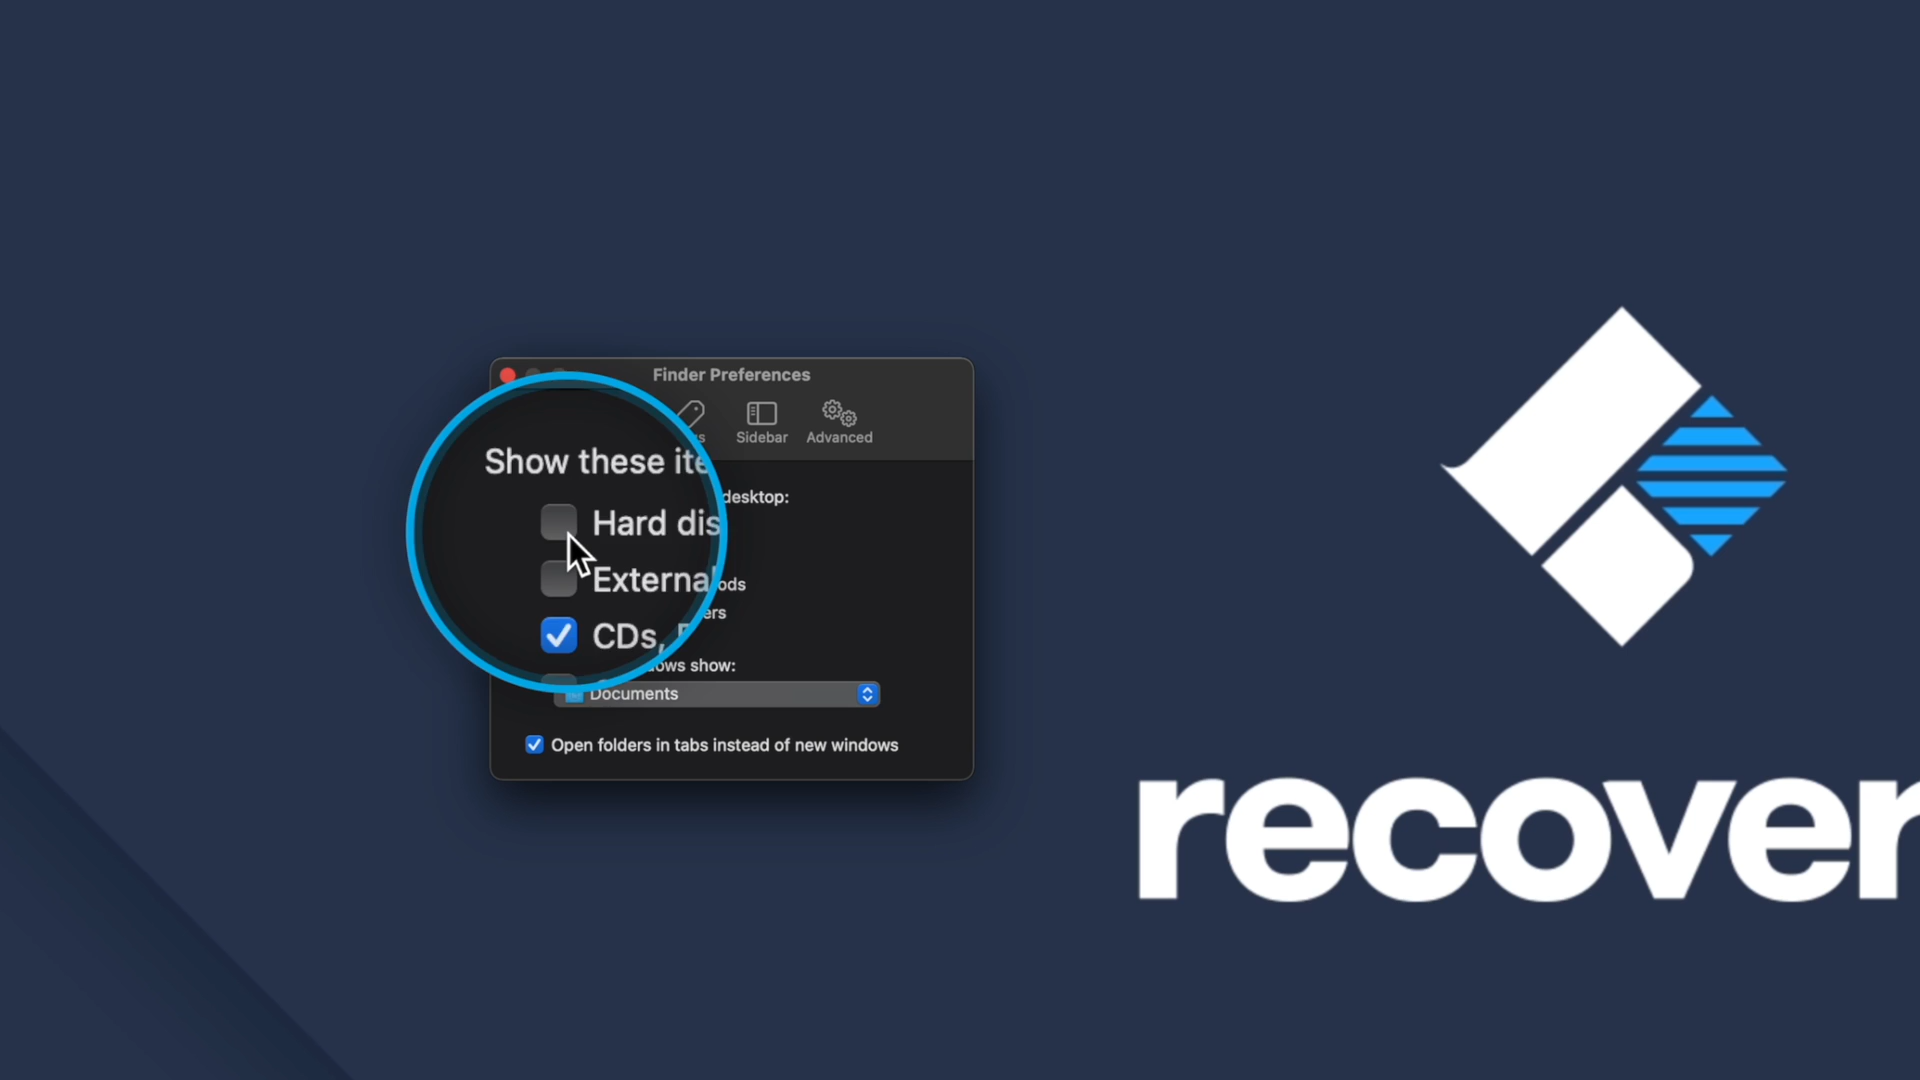 Finder Preferences
Sidebar
Advanced
Show these ite
desktop:
Hard dis
External
ods
ers
CDs,
ows show:
Documents
Open folders in tabs instead of new windows
recover